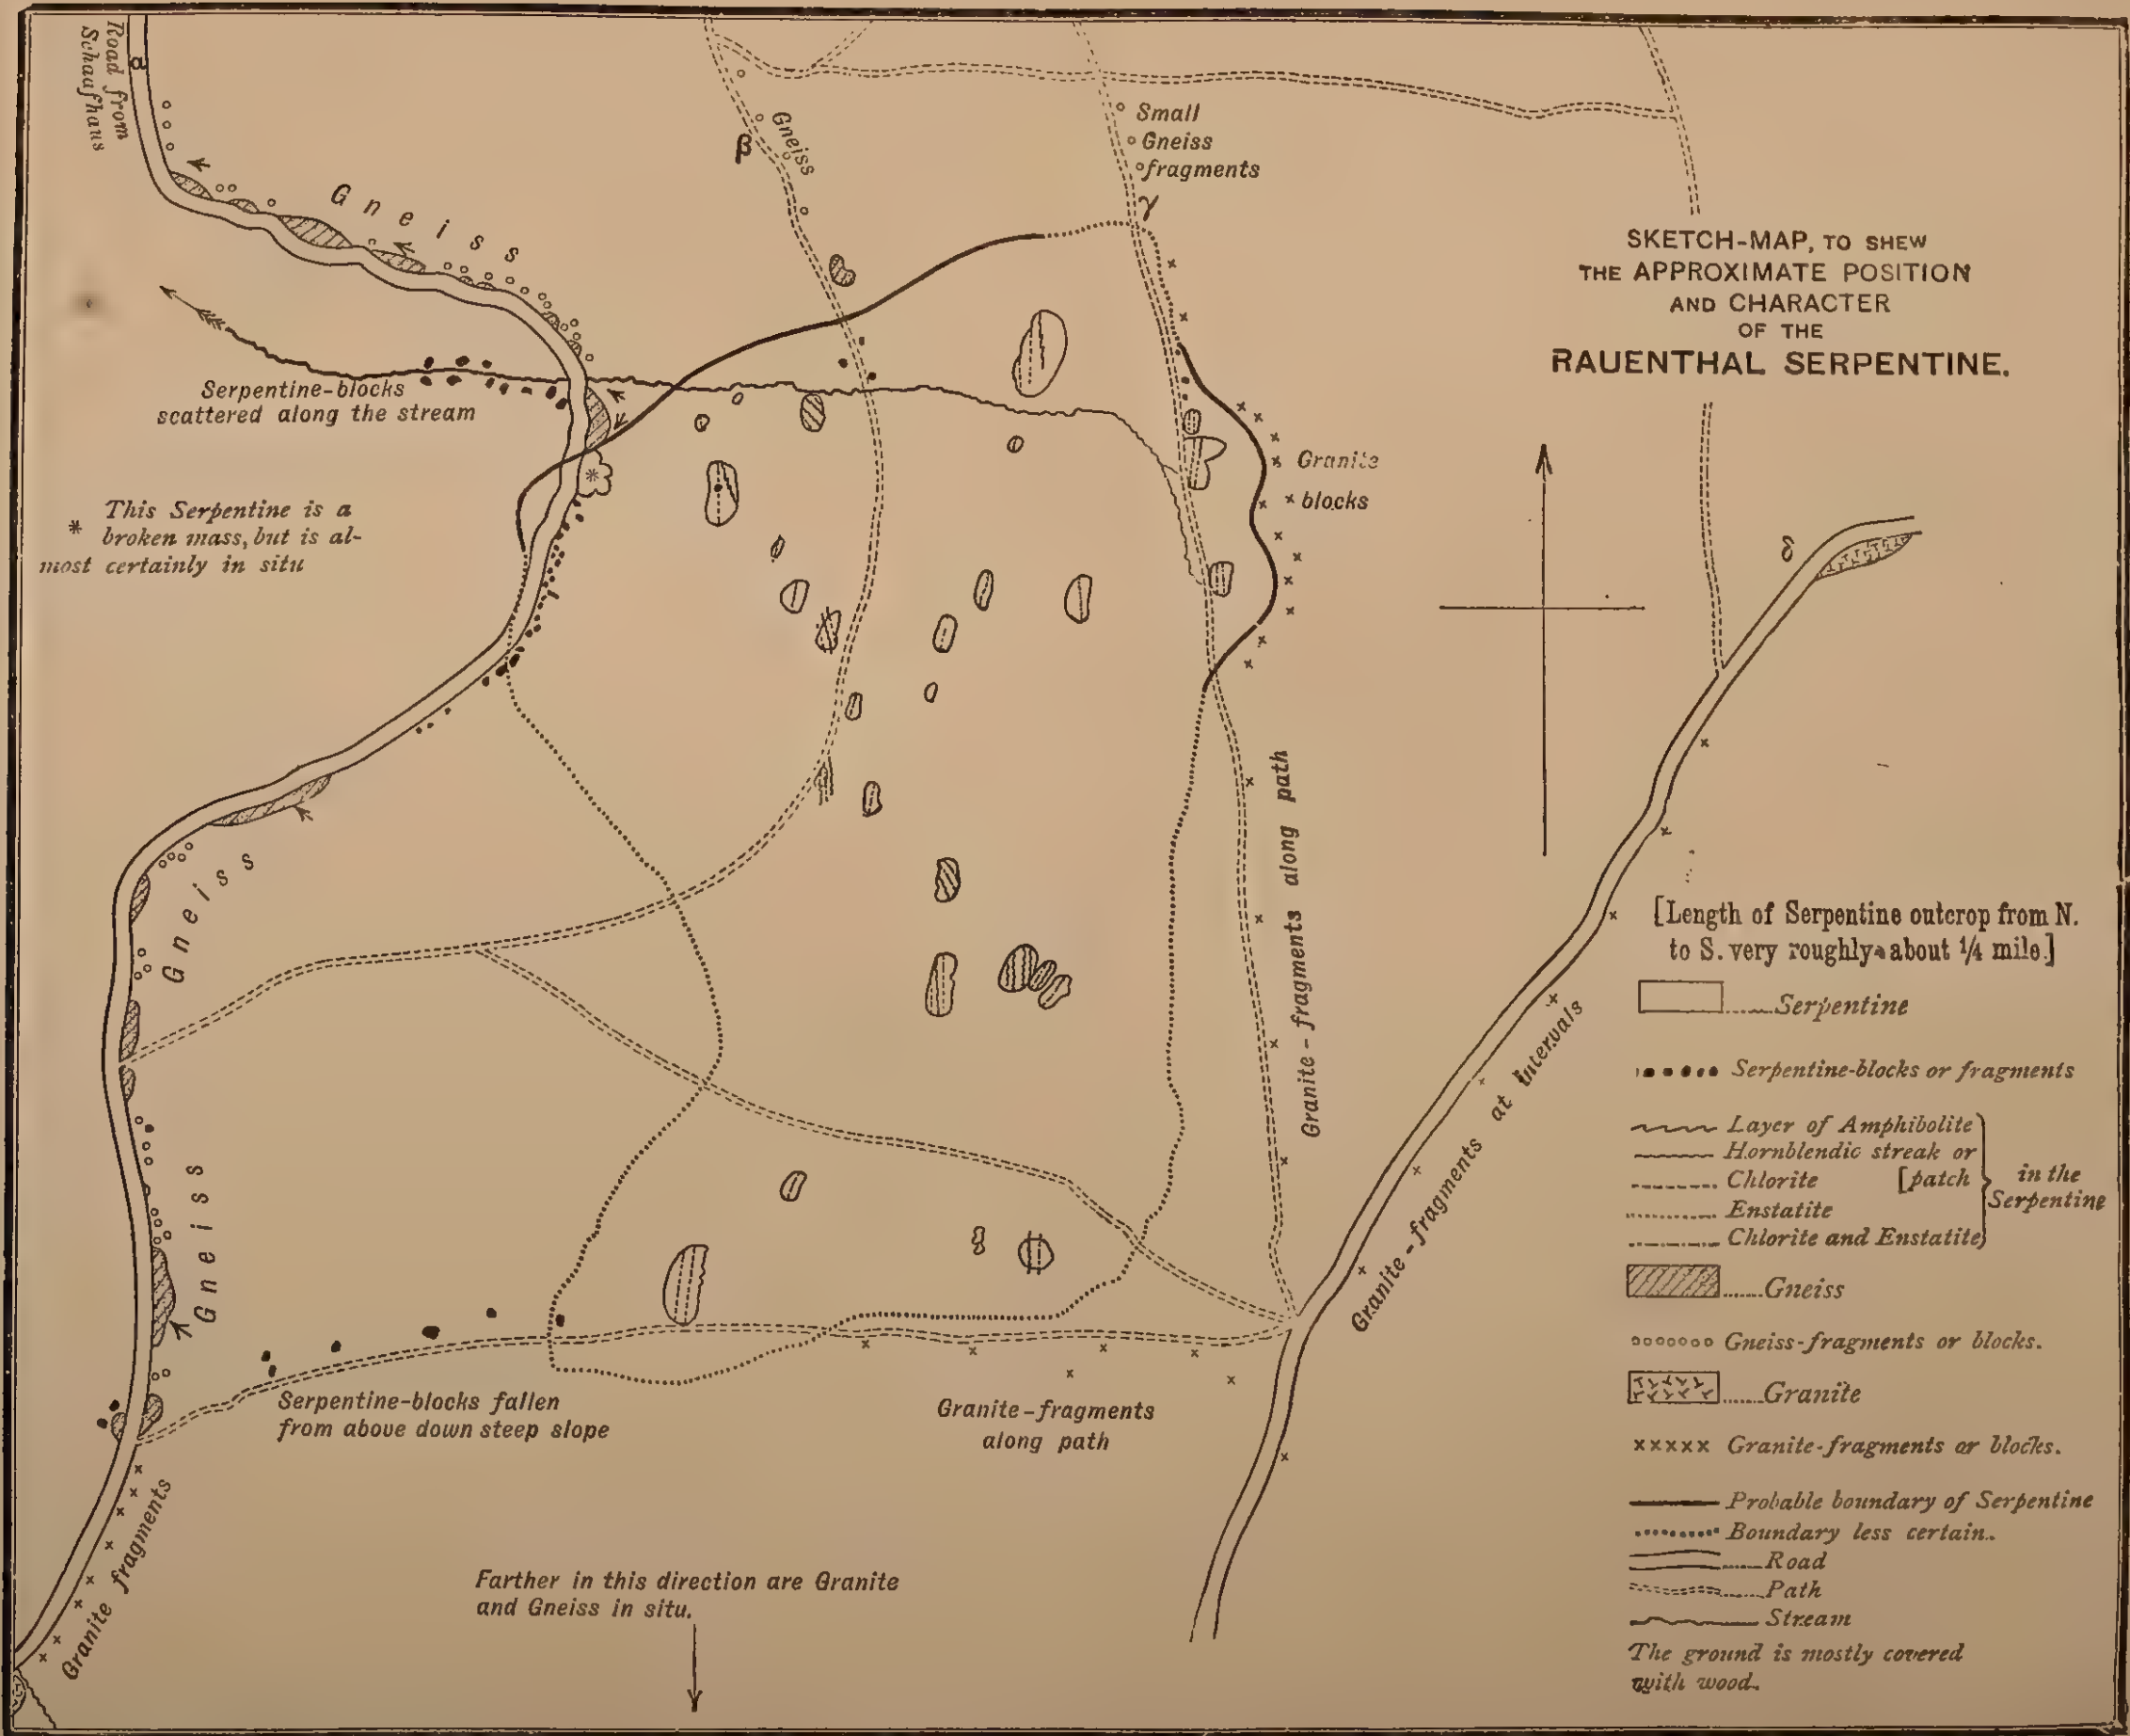 Road from
Schaafhaus
α
Gneiss
β
Gneiss
Small
Gneiss
fragments
γ
SKETCH-MAP, TO SHEW
THE APPROXIMATE POSITION
AND CHARACTER
OF THE
RAUENTHAL SERPENTINE.
Serpentine-blocks
scattered along the stream
* This Serpentine is a
broken mass, but is al-
most certainly in situ
*
Granite
blocks
δ
Gneiss
Gneiss
Granite-fragments along path
Granite-fragments at intervals
Serpentine-blocks fallen
from above down steep slope
Granite-fragments
along path
Granite fragments
Farther in this direction are Granite
and Gneiss in situ.
[Length of Serpentine outcrop from N.
to S. very roughly about ¼ mile.]
Serpentine
Serpentine-blocks or fragments
Layer of Amphibolite
Hornblendic streak or
Chlorite [patch
Enstatite
Chlorite and Enstatite
in the
Serpentine
Gneiss
Gneiss-fragments or blocks.
Granite
Granite-fragments or blocks.
Probable boundary of Serpentine
Boundary less certain.
Road
Path
Stream
The ground is mostly covered
with wood.